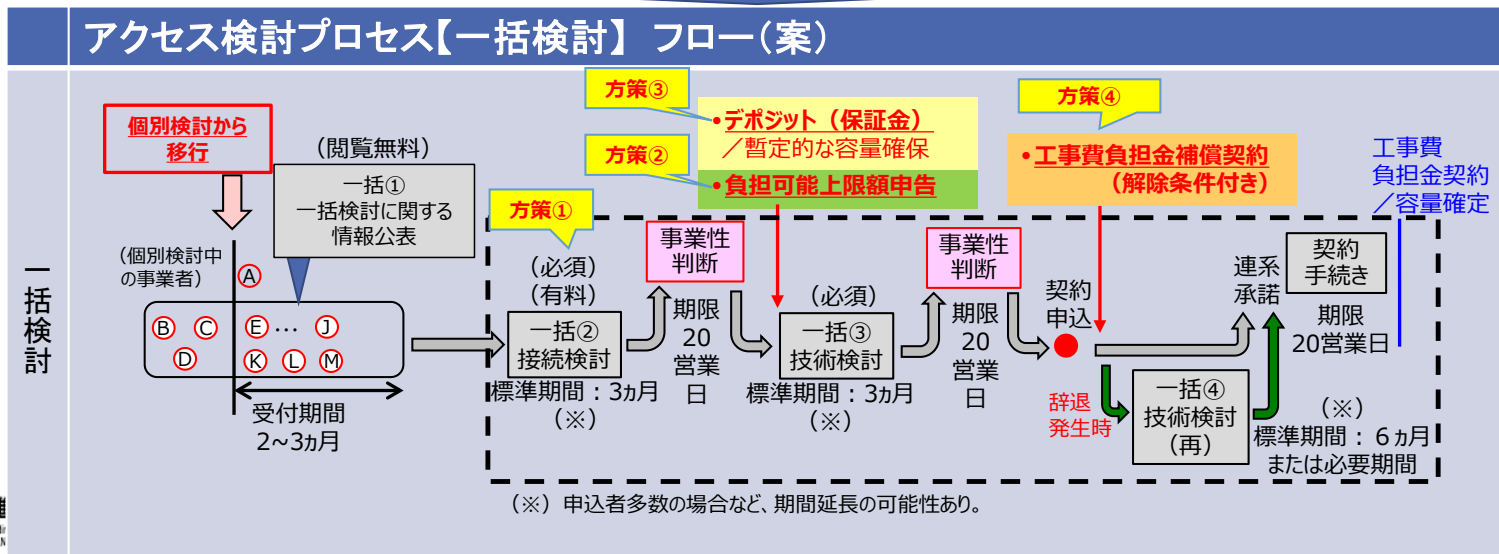 アクセス検討プロセス【一括検討】 フロー（案）
一括検討
個別検討から
移行
（閲覧無料）
一括①
一括検討に関する
情報公表
（個別検討中
の事業者）
A
B
C
D
E
…
J
K
L
M
受付期間
2~3ヵ月
方策①
（必須）
（有料）
一括②
接続検討
標準期間：3ヵ月
（※）
事業性
判断
期限
20
営業
日
方策③
•デポジット（保証金）
／暫定的な容量確保
方策②
•負担可能上限額申告
（必須）
一括③
技術検討
標準期間：3ヵ月
（※）
事業性
判断
期限
20
営業
日
方策④
•工事費負担金補償契約
（解除条件付き）
契約
申込
辞退
発生時
一括④
技術検討
（再）
連系
承諾
契約
手続き
期限
20営業日
工事費
負担金契約
／容量確定
（※）
標準期間：６ヵ月
または必要期間
（※）申込者多数の場合など、期間延長の可能性あり。